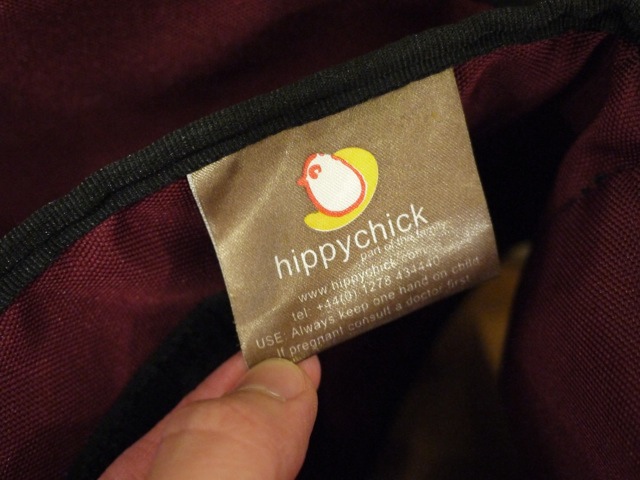 hippychick
part of the family
www.hippychick.com
tel: +44(0) 1278 434440
USE: Always keep one hand on child
If pregnant consult a doctor first